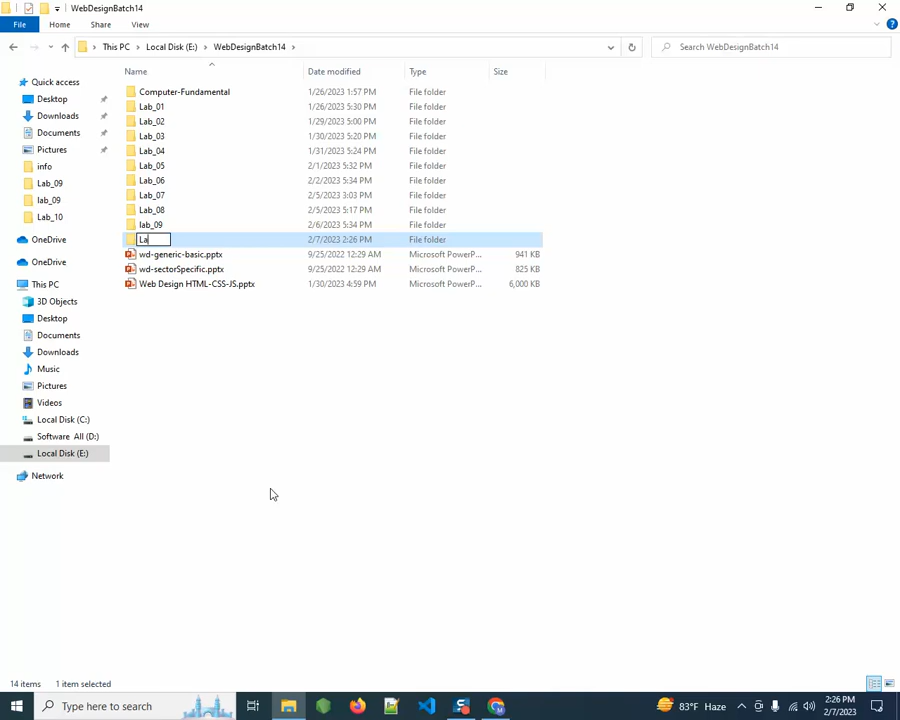 WebDesignBatch14
File Home Share View
This PC Local Disk (E:) WebDesignBatch14 Search WebDesignBatch14
Name Date modified Type Size
Quick access
Desktop
Downloads
Documents
Pictures
info
Lab_09
lab_09
Lab_10
OneDrive
OneDrive
This PC
3D Objects
Desktop
Documents
Downloads
Music
Pictures
Videos
Local Disk (C:)
Software All (D:)
Local Disk (E:)
Network
Computer-Fundamental 1/26/2023 1:57 PM File folder
Lab_01 1/26/2023 5:30 PM File folder
Lab_02 1/29/2023 5:00 PM File folder
Lab_03 1/30/2023 5:20 PM File folder
Lab_04 1/31/2023 5:24 PM File folder
Lab_05 2/1/2023 5:32 PM File folder
Lab_06 2/2/2023 5:34 PM File folder
Lab_07 2/5/2023 3:03 PM File folder
Lab_08 2/5/2023 5:17 PM File folder
lab_09 2/6/2023 5:34 PM File folder
La 2/7/2023 2:26 PM File folder
wd-generic-basic.pptx 9/25/2022 12:29 AM Microsoft PowerP... 941 KB
wd-sectorSpecific.pptx 9/25/2022 12:29 AM Microsoft PowerP... 825 KB
Web Design HTML-CSS-JS.pptx 1/30/2023 4:59 PM Microsoft PowerP... 6,000 KB
14 items 1 item selected
Type here to search
83°F Haze
2:26 PM
2/7/2023